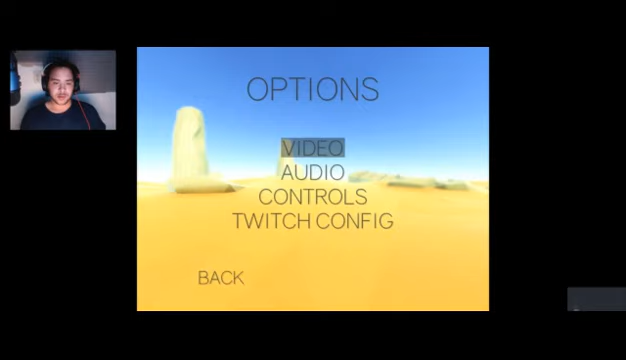 OPTIONS
VIDEO
AUDIO
CONTROLS
TWITCH CONFIG
BACK